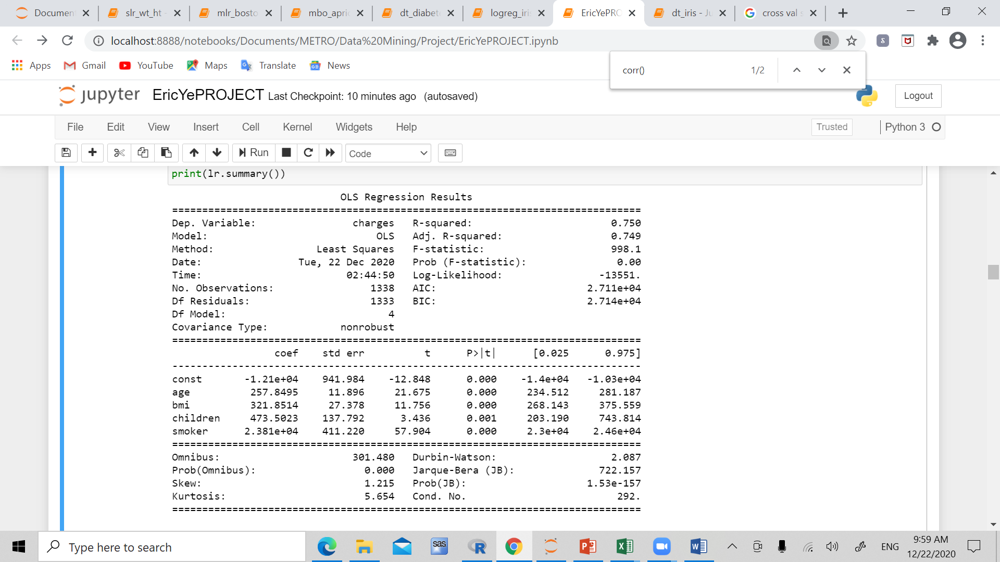 Document slr_wt_ht - mlr_bosto mbo_apric dt_diabete logreg_iris EricYePRO dt_iris - Ju cross val s
localhost:8888/notebooks/Documents/METRO/Data%20Mining/Project/EricYePROJECT.ipynb
Apps Gmail YouTube Maps Translate News
corr() 1/2
jupyter EricYePROJECT Last Checkpoint: 10 minutes ago (autosaved) Logout
File Edit View Insert Cell Kernel Widgets Help Trusted Python 3
Run Code
print(lr.summary())
OLS Regression Results
==============================================================================
Dep. Variable: charges R-squared: 0.750
Model: OLS Adj. R-squared: 0.749
Method: Least Squares F-statistic: 998.1
Date: Tue, 22 Dec 2020 Prob (F-statistic): 0.00
Time: 02:44:50 Log-Likelihood: -13551.
No. Observations: 1338 AIC: 2.711e+04
Df Residuals: 1333 BIC: 2.714e+04
Df Model: 4
Covariance Type: nonrobust
==============================================================================
coef std err t P>|t| [0.025 0.975]
------------------------------------------------------------------------------
const -1.21e+04 941.984 -12.848 0.000 -1.4e+04 -1.03e+04
age 257.8495 11.896 21.675 0.000 234.512 281.187
bmi 321.8514 27.378 11.756 0.000 268.143 375.559
children 473.5023 137.792 3.436 0.001 203.190 743.814
smoker 2.381e+04 411.220 57.904 0.000 2.3e+04 2.46e+04
==============================================================================
Omnibus: 301.480 Durbin-Watson: 2.087
Prob(Omnibus): 0.000 Jarque-Bera (JB): 722.157
Skew: 1.215 Prob(JB): 1.53e-157
Kurtosis: 5.654 Cond. No. 292.
==============================================================================
Type here to search sas ENG 9:59 AM
12/22/2020